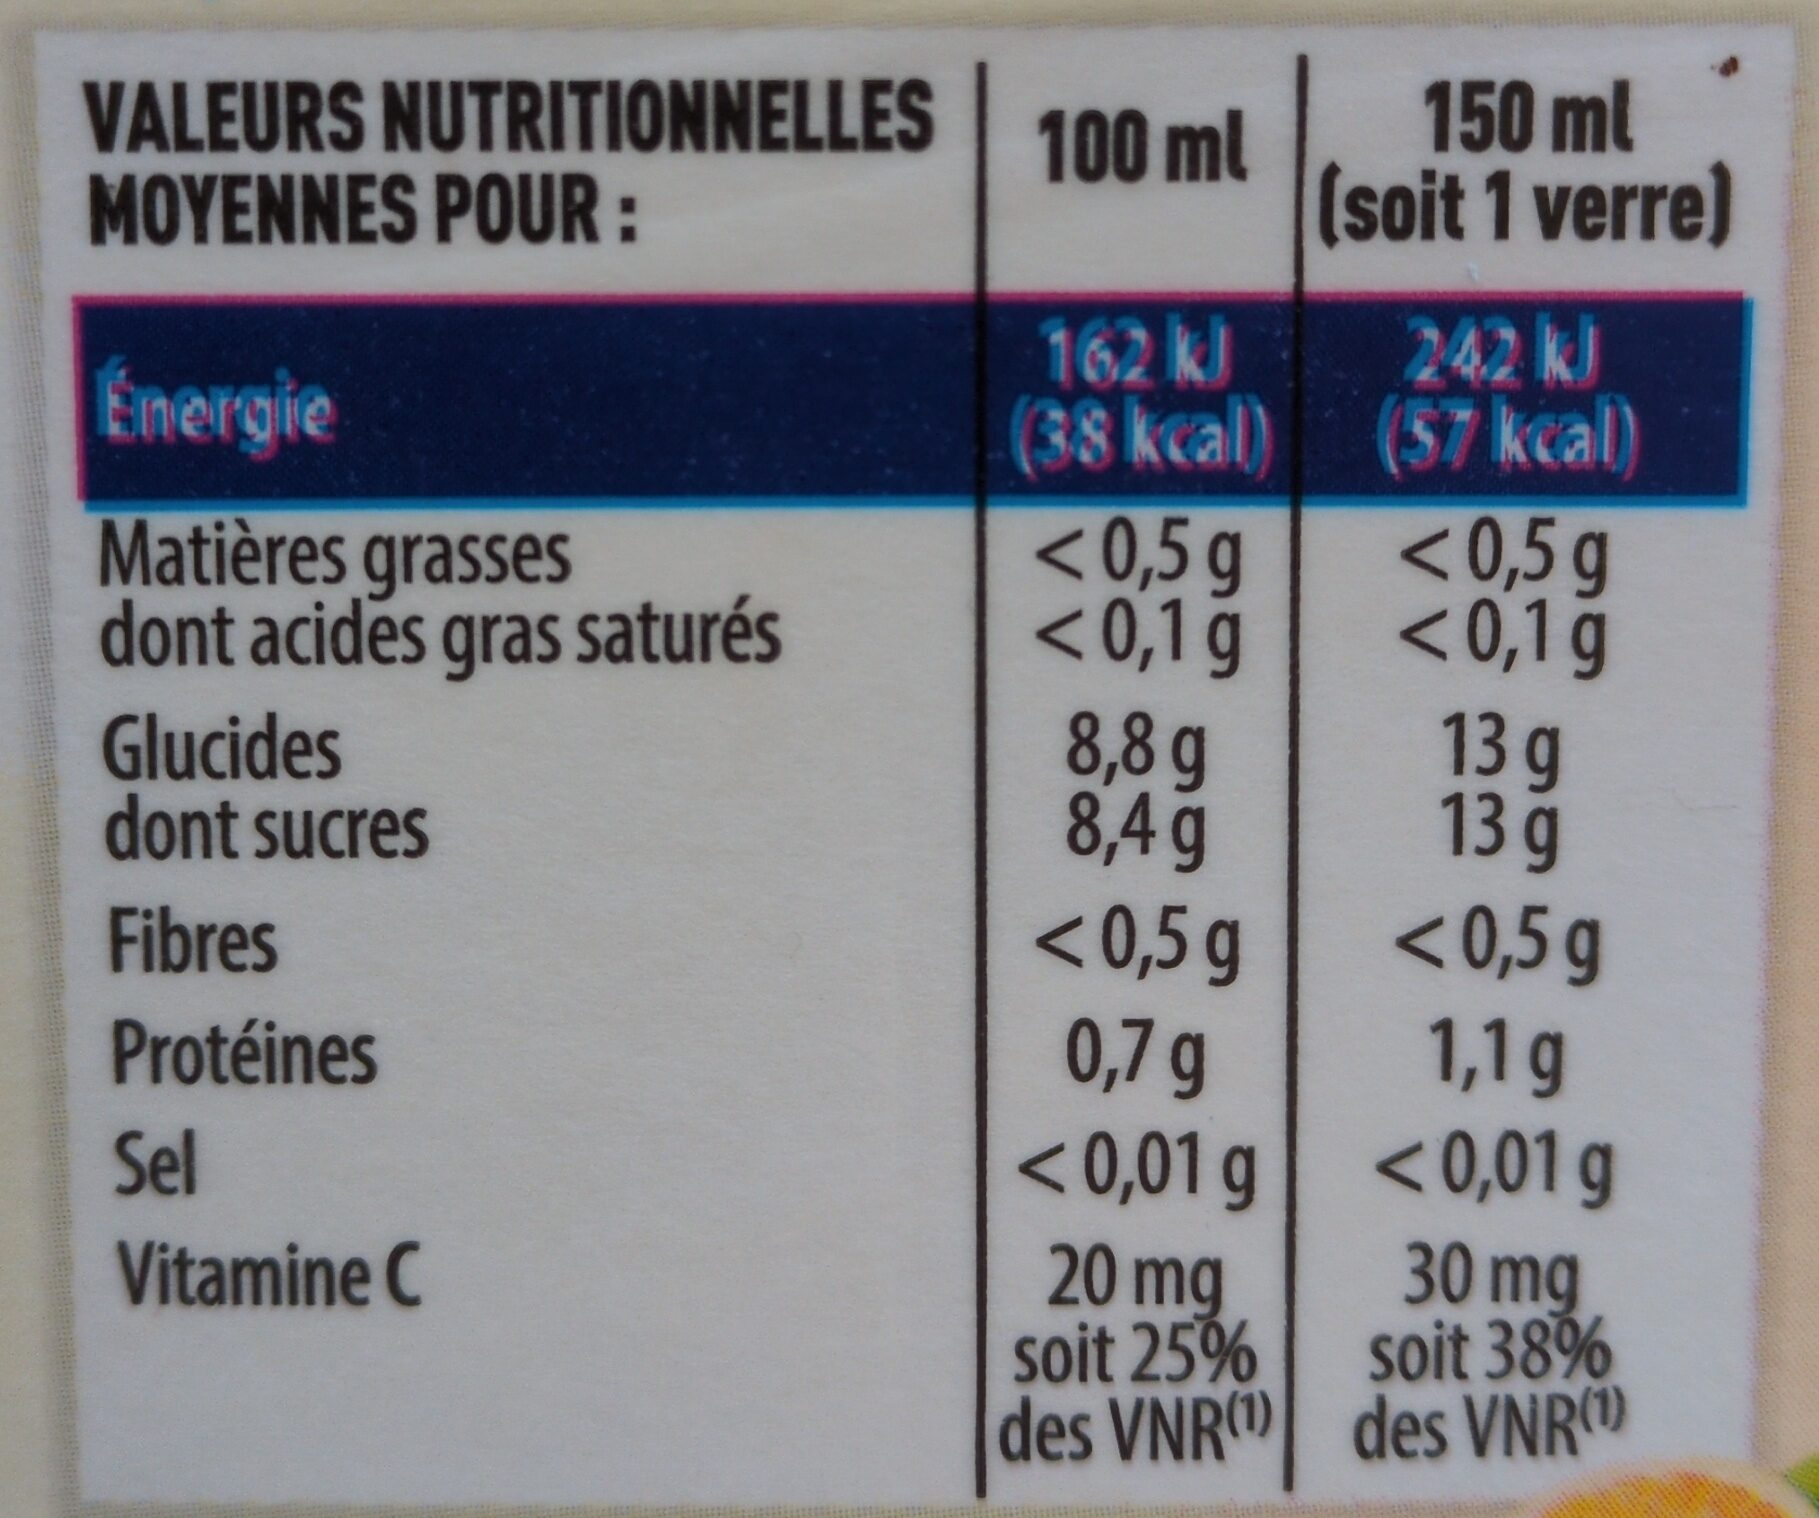 VALEURS NUTRITIONNELLES MOYENNES POUR : 100 ml 150 ml (soit 1 verre)
Énergie 162 kJ (38 kcal) 242 kJ (57 kcal)
Matières grasses < 0,5 g < 0,5 g
dont acides gras saturés < 0,1 g < 0,1 g
Glucides 8,8 g 13 g
dont sucres 8,4 g 13 g
Fibres < 0,5 g < 0,5 g
Protéines 0,7 g 1,1 g
Sel < 0,01 g < 0,01 g
Vitamine C 20 mg 30 mg
soit 25% soit 38%
des VNR(1) des VNR(1)